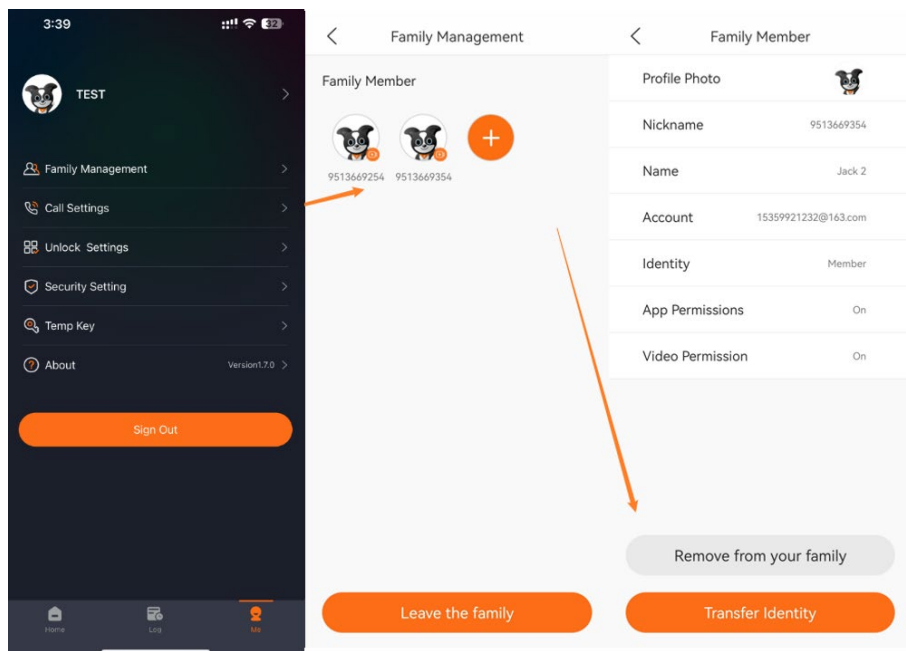 3:39
32
TEST
Family Management
Call Settings
Unlock Settings
Security Setting
Temp Key
About
Version1.7.0
Sign Out
Home
Log
Me
Family Management
Family Member
9513669254
9513669354
Leave the family
Family Member
Profile Photo
Nickname
9513669354
Name
Jack 2
Account
15359921232@163.com
Identity
Member
App Permissions
On
Video Permission
On
Remove from your family
Transfer Identity